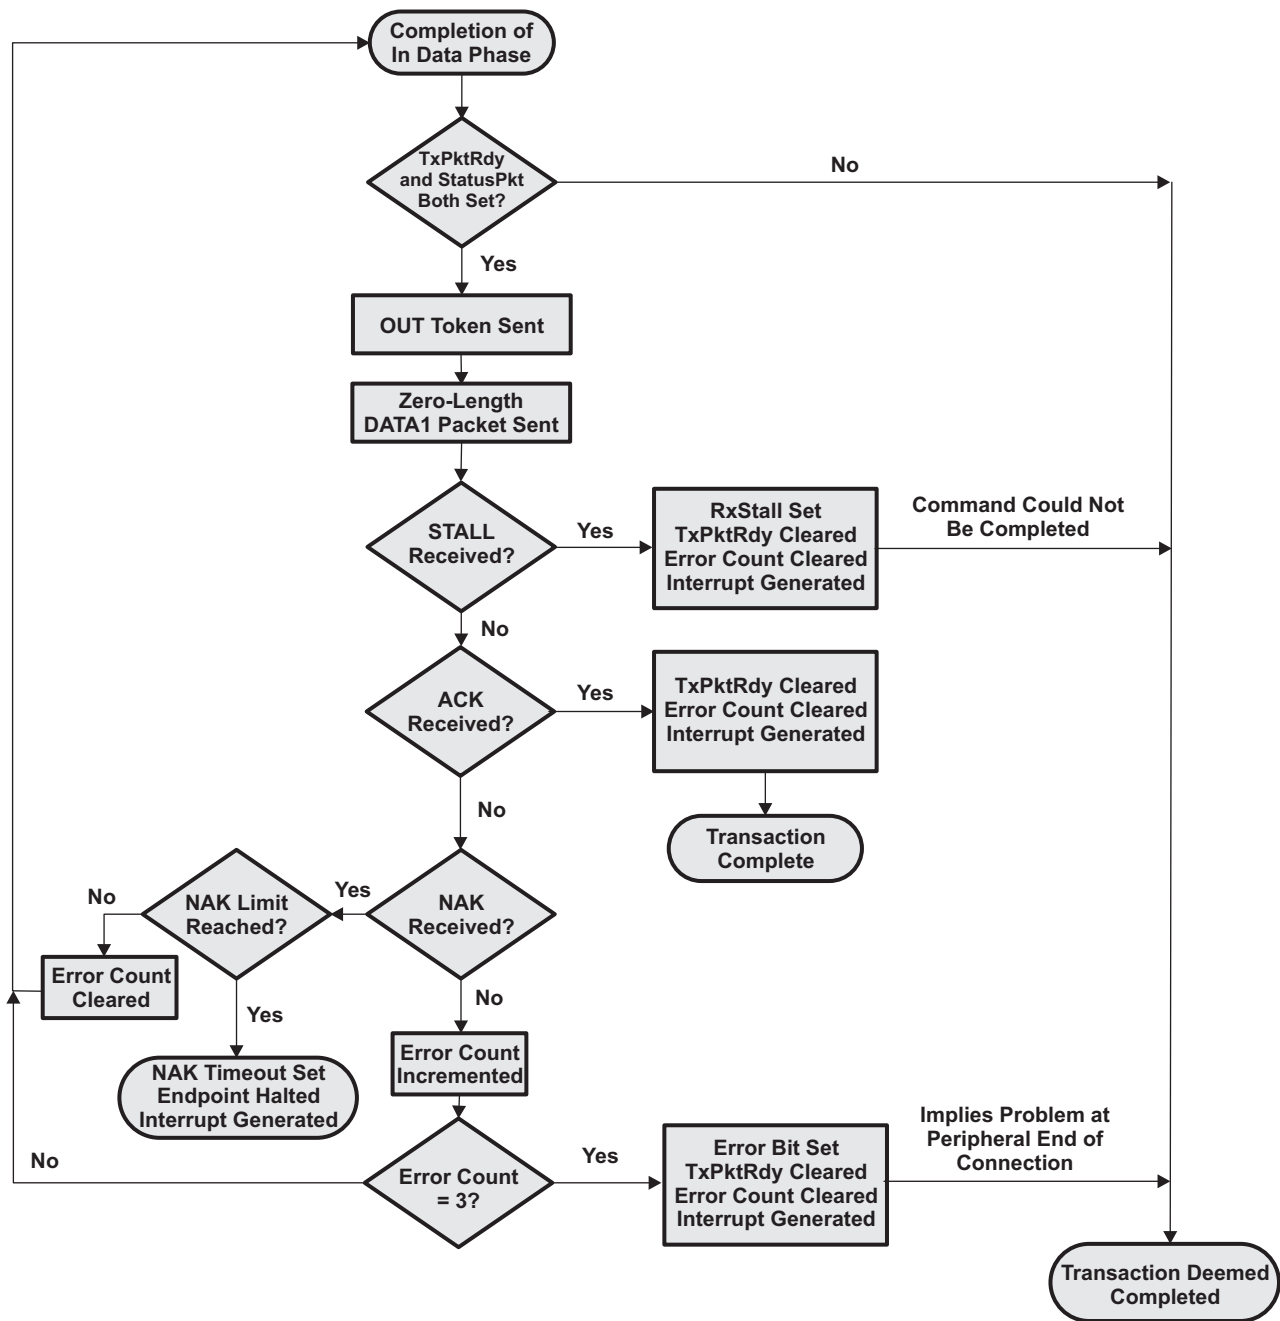 Completion of
In Data Phase
TxPktRdy
and StatusPkt
Both Set?
No
Yes
OUT Token Sent
Zero-Length
DATA1 Packet Sent
STALL
Received?
Yes
RxStall Set
TxPktRdy Cleared
Error Count Cleared
Interrupt Generated
Command Could Not
Be Completed
No
ACK
Received?
Yes
TxPktRdy Cleared
Error Count Cleared
Interrupt Generated
No
Transaction
Complete
NAK
Received?
Yes
NAK Limit
Reached?
No
Error Count
Cleared
Yes
NAK Timeout Set
Endpoint Halted
Interrupt Generated
No
Error Count
Incremented
Error Count
= 3?
No
Yes
Error Bit Set
TxPktRdy Cleared
Error Count Cleared
Interrupt Generated
Implies Problem at
Peripheral End of
Connection
Transaction Deemed
Completed